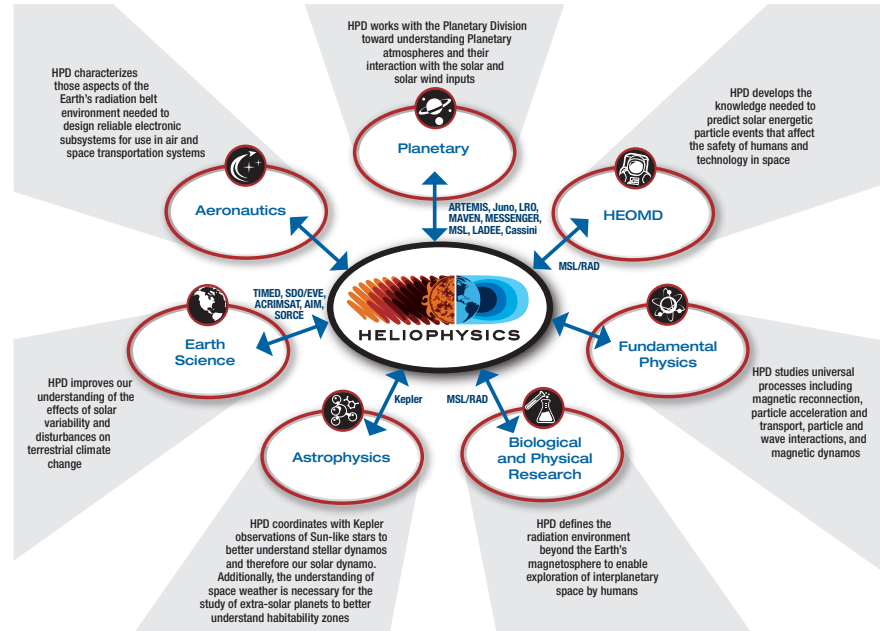 HPD works with the Planetary Division
toward understanding Planetary
atmospheres and their
interaction with the solar and
solar wind inputs
Planetary
ARTEMIS, Juno, LRO,
MAVEN, MESSENGER,
MSL, LADEE, Cassini
HPD characterizes
those aspects of the
Earth's radiation belt
environment needed to
design reliable electronic
subsystems for use in air and
space transportation systems
Aeronautics
HPD develops the
knowledge needed to
predict solar energetic
particle events that affect
the safety of humans and
technology in space
HEOMD
MSL/RAD
HELIOPHYSICS
TIMED, SDO/EVE,
ACRIMSAT, AIM,
SORCE
Earth
Science
HPD improves our
understanding of the
effects of solar
variability and
disturbances on
terrestrial climate
change
Fundamental
Physics
HPD studies universal
processes including
magnetic reconnection,
particle acceleration and
transport, particle and
wave interactions, and
magnetic dynamos
Kepler
Astrophysics
HPD coordinates with Kepler
observations of Sun-like stars to
better understand stellar dynamos
and therefore our solar dynamo.
Additionally, the understanding of
space weather is necessary for the
study of extra-solar planets to better
understand habitability zones
MSL/RAD
Biological
and Physical
Research
HPD defines the
radiation environment
beyond the Earth's
magnetosphere to enable
exploration of interplanetary
space by humans